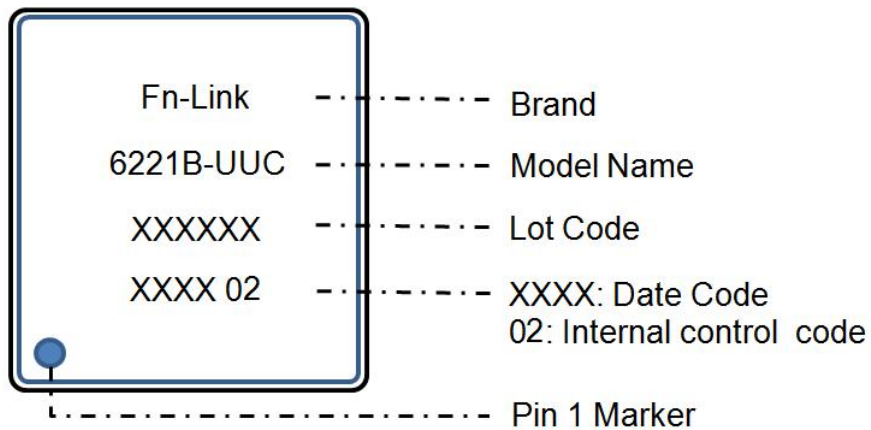 Fn-Link
Brand
6221B-UUC
Model Name
XXXXXX
Lot Code
XXXX 02
XXXX: Date Code
02: Internal control code
Pin 1 Marker